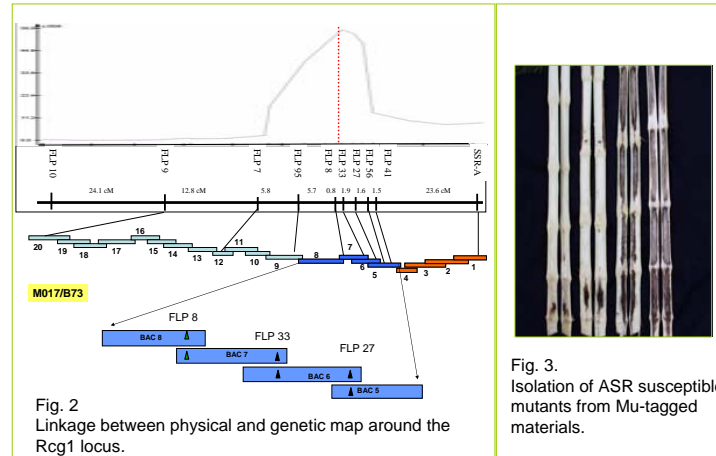 FLP 10
FLP 9
FLP 7
FLP 95
FLP 8
FLP 33
FLP 27
FLP 56
FLP 41
SSR-A
24.1 cM
12.8 cM
5.8
5.7
0.8
1.9
1.6
1.5
23.6 cM
20
19
18
17
16
15
14
13
12
11
10
9
8
7
6
5
4
3
2
1
M017/B73
FLP 8
BAC 8
FLP 33
BAC 7
FLP 27
BAC 6
BAC 5
Fig. 2
Linkage between physical and genetic map around the
Rcg1 locus.
Fig. 3.
Isolation of ASR susceptible
mutants from Mu-tagged
materials.